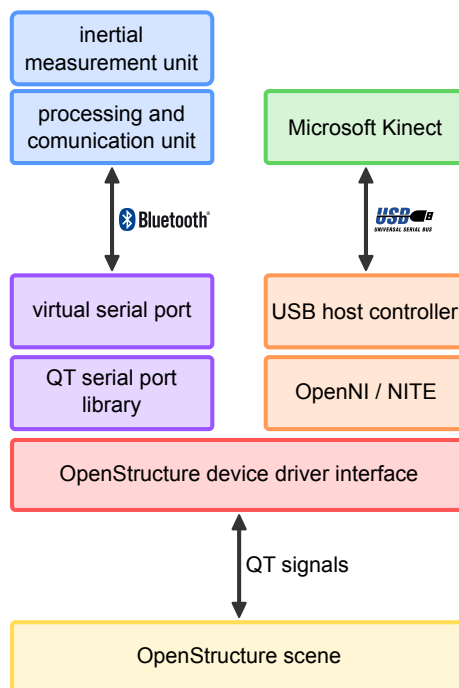 inertial
measurement unit
processing and
comunication unit
Microsoft Kinect
Bluetooth®
USB
UNIVERSAL SERIAL BUS
virtual serial port
USB host controller
QT serial port
library
OpenNI / NITE
OpenStructure device driver interface
QT signals
OpenStructure scene